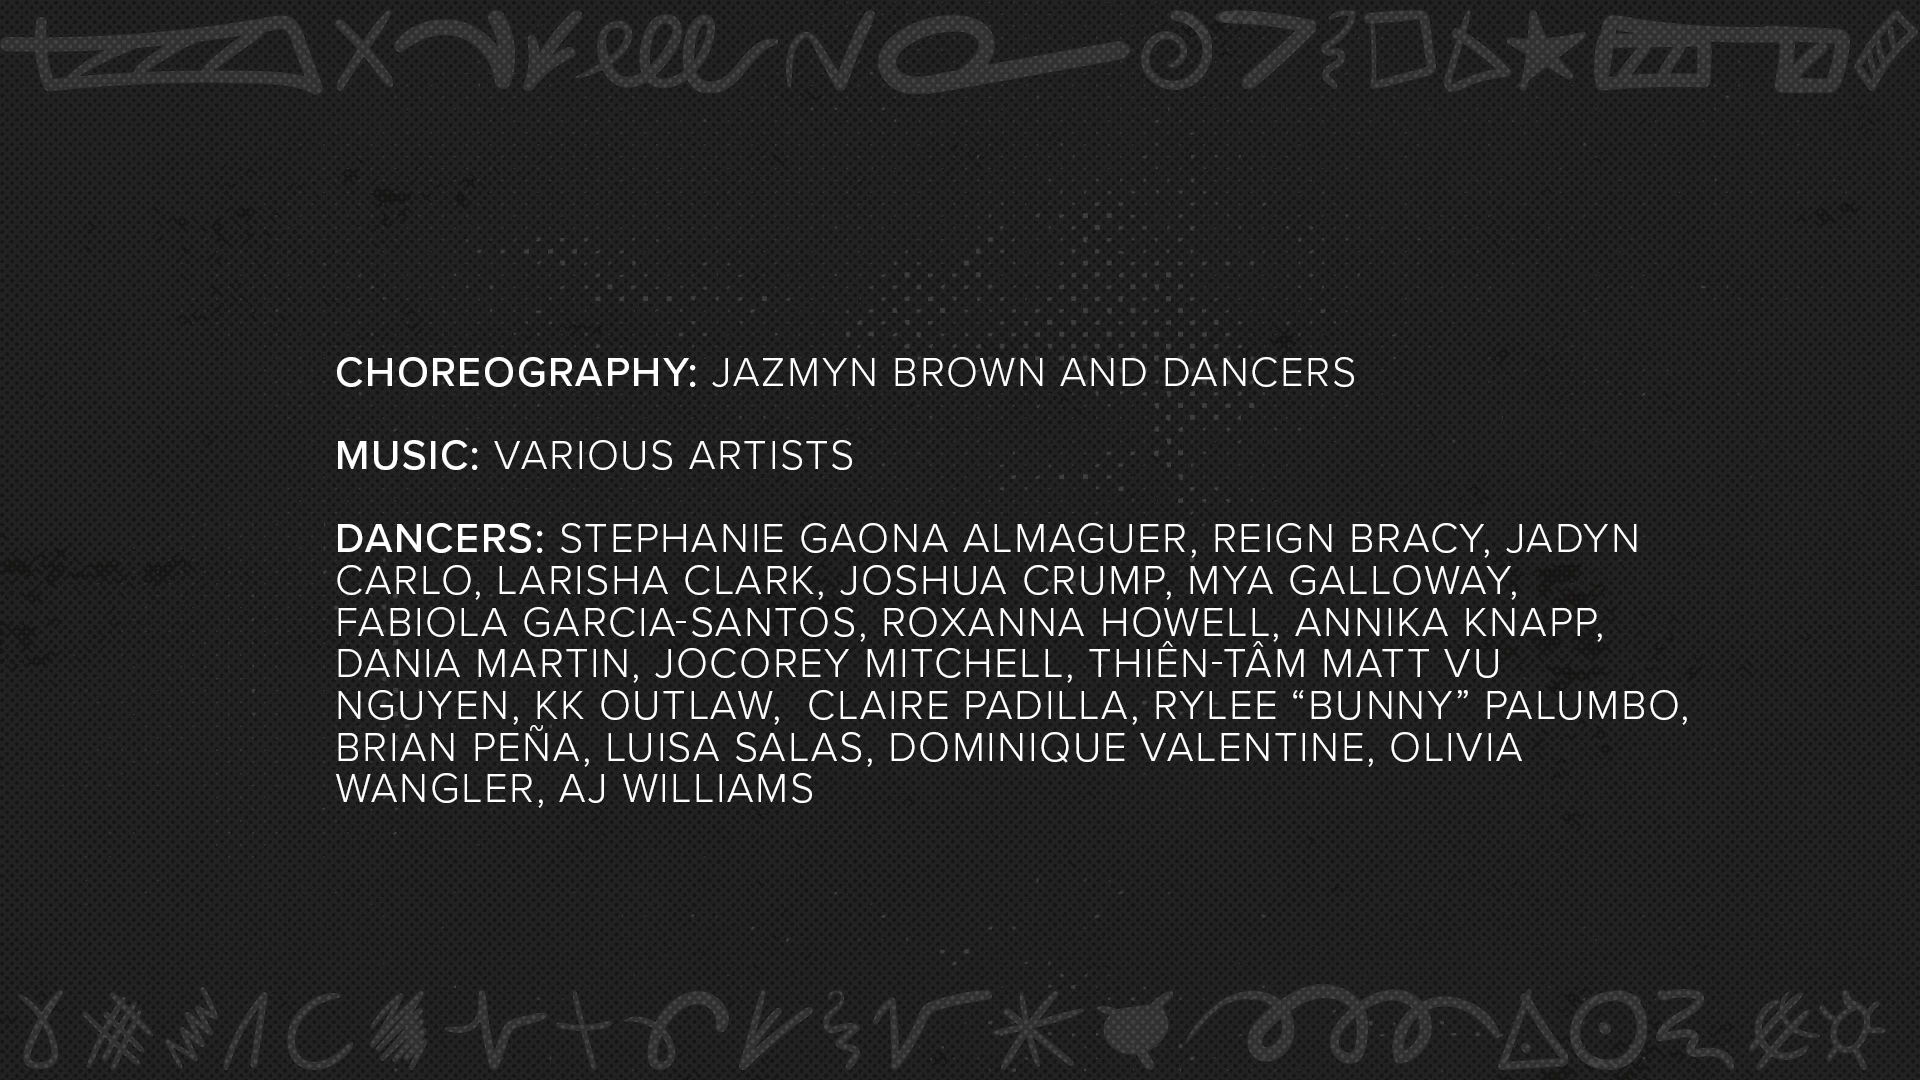 CHOREOGRAPHY: JAZMYN BROWN AND DANCERS
MUSIC: VARIOUS ARTISTS
DANCERS: STEPHANIE GAONA ALMAGUER, REIGN BRACY, JADYN
CARLO, LARISHA CLARK, JOSHUA CRUMP, MYA GALLOWAY,
FABIOLA GARCIA-SANTOS, ROXANNA HOWELL, ANNIKA KNAPP,
DANIA MARTIN, JOCOREY MITCHELL, THIÊN-TÂM MATT VU
NGUYEN, KK OUTLAW,  CLAIRE PADILLA, RYLEE “BUNNY” PALUMBO,
BRIAN PEÑA, LUISA SALAS, DOMINIQUE VALENTINE, OLIVIA
WANGLER, AJ WILLIAMS